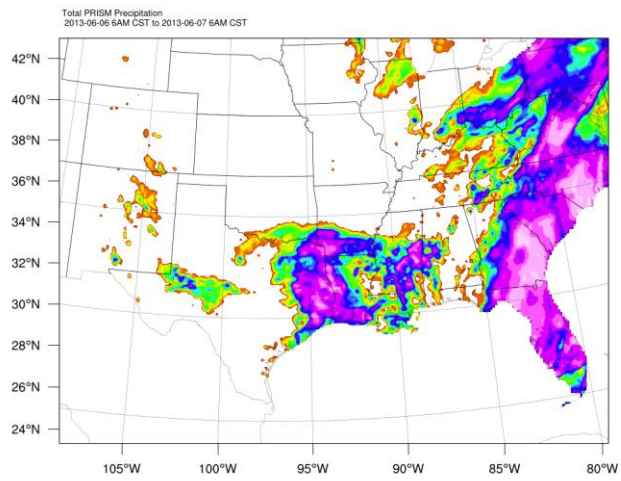 Total PRISM Precipitation
2013-06-06 6AM CST to 2013-06-07 6AM CST
42°N
40°N
38°N
36°N
34°N
32°N
30°N
28°N
26°N
24°N
105°W 100°W 95°W 90°W 85°W 80°W